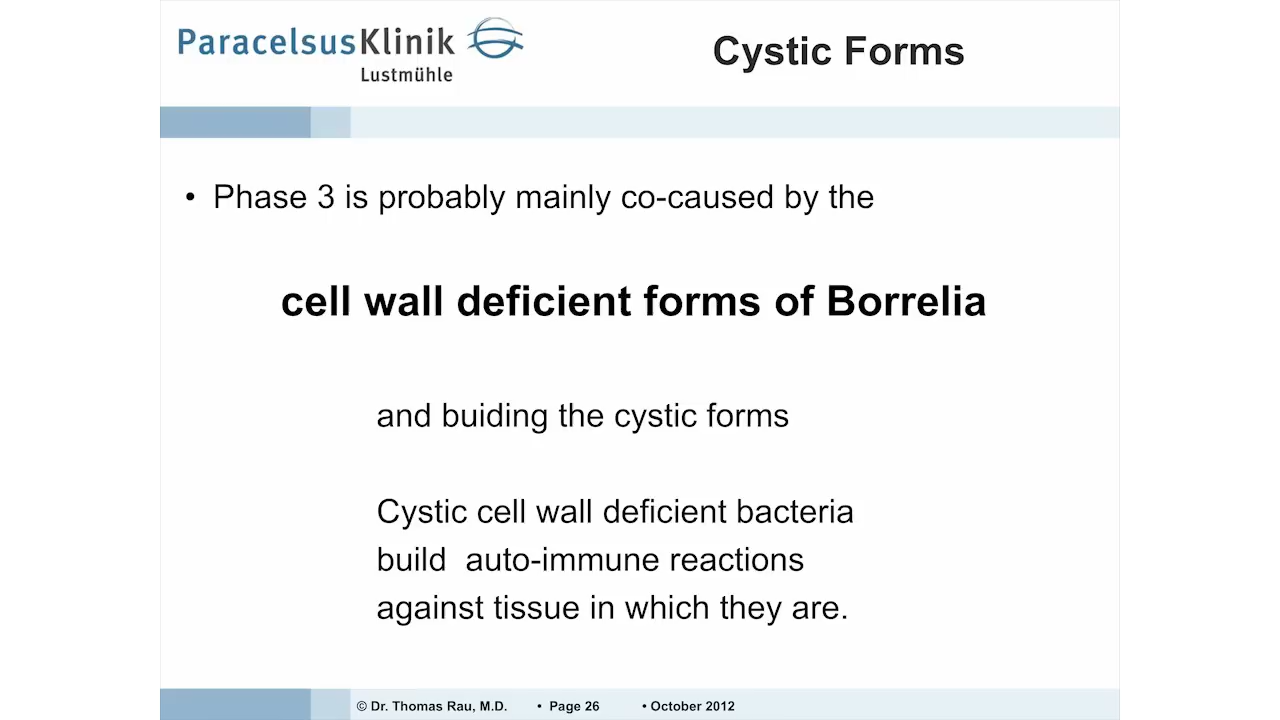 ParacelsusKlinik
Lustmühle
Cystic Forms
• Phase 3 is probably mainly co-caused by the
cell wall deficient forms of Borrelia
and buiding the cystic forms
Cystic cell wall deficient bacteria
build auto-immune reactions
against tissue in which they are.
© Dr. Thomas Rau, M.D. • Page 26 • October 2012